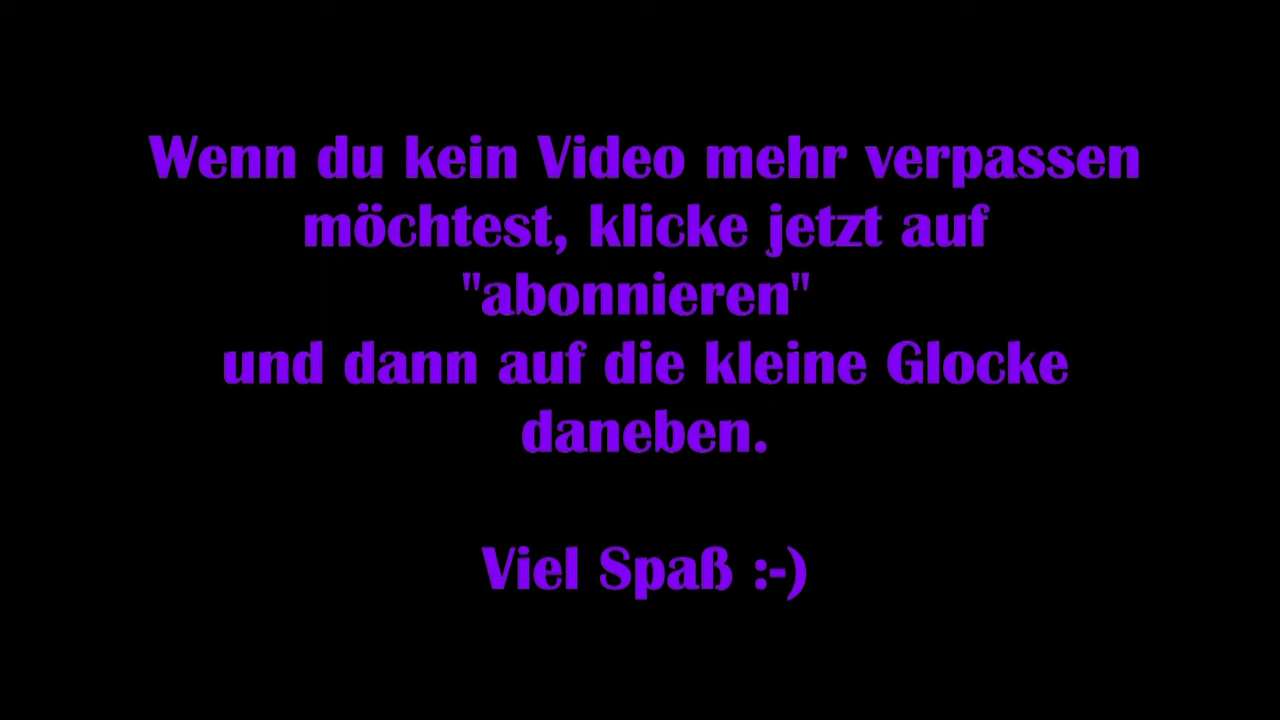 Wenn du kein Video mehr verpassen
möchtest, klicke jetzt auf
"abonnieren"
und dann auf die kleine Glocke
daneben.
Viel Spaß :-)